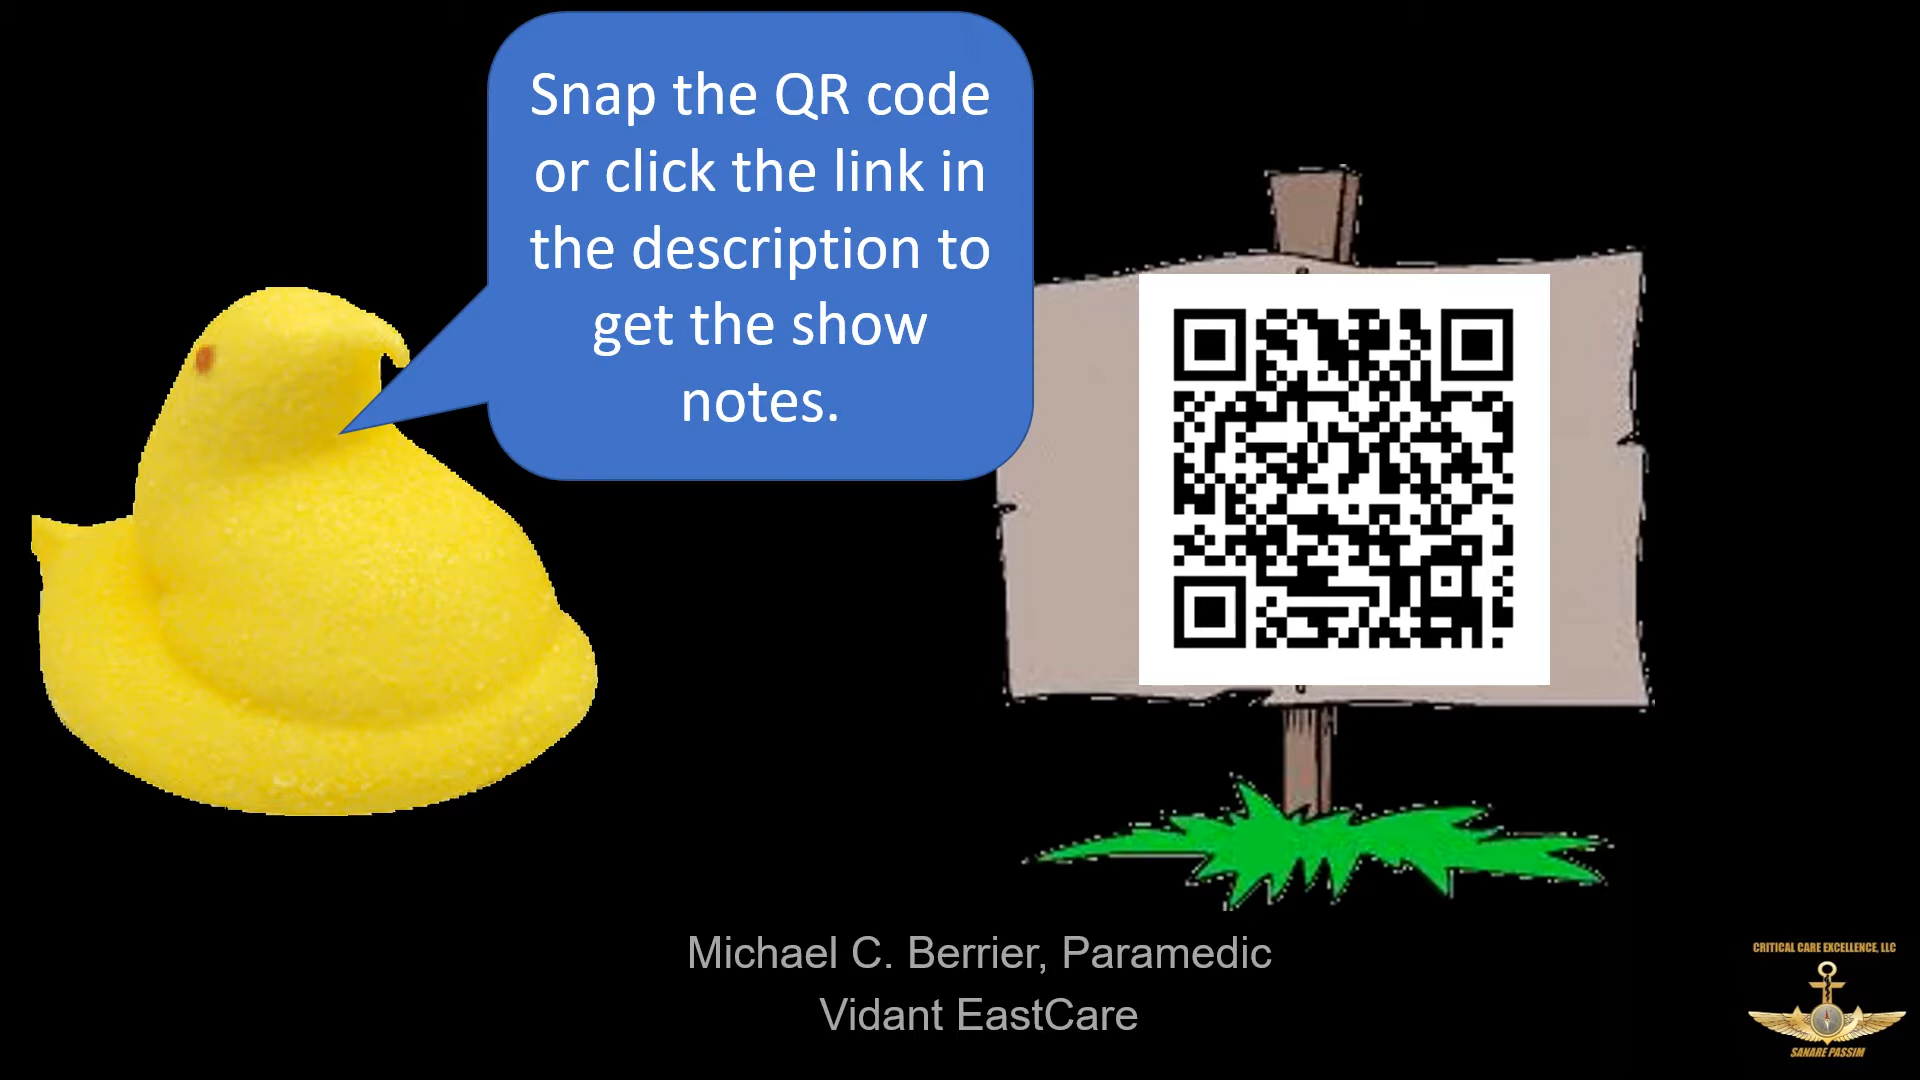 Snap the QR code
or click the link in
the description to
get the show
notes.
Michael C. Berrier, Paramedic
Vidant EastCare
CRITICAL CARE EXCELLENCE, LLC
SANARE PASSIM